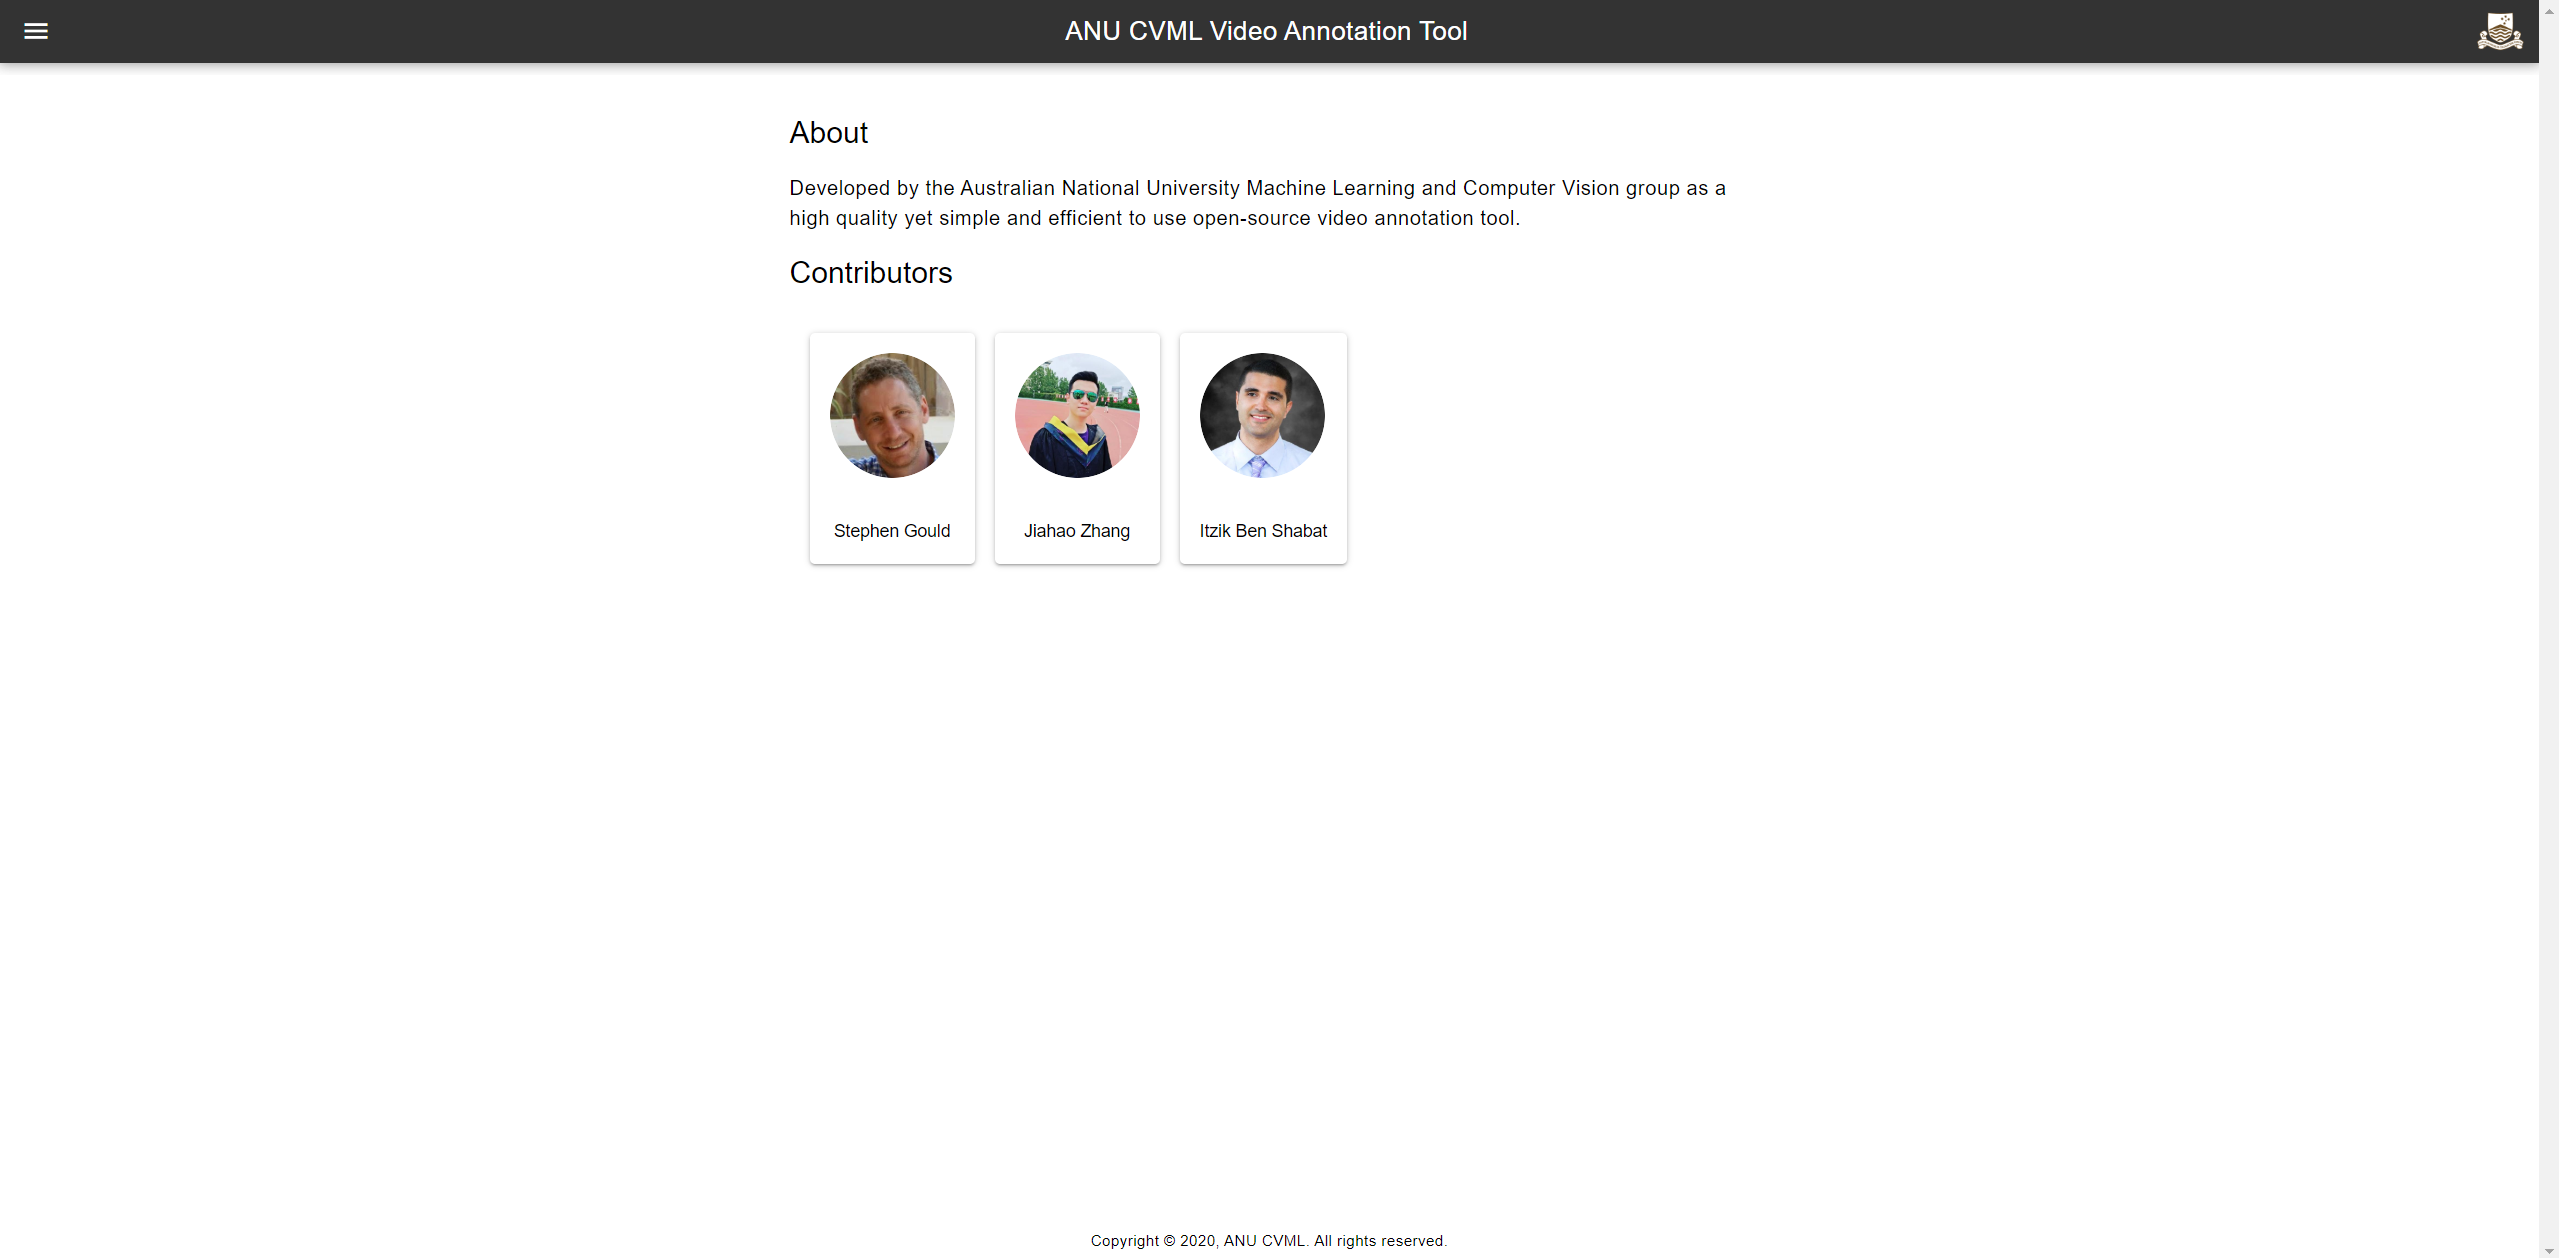 ANU CVML Video Annotation Tool
About
Developed by the Australian National University Machine Learning and Computer Vision group as a
high quality yet simple and efficient to use open-source video annotation tool.
Contributors
Stephen Gould
Jiahao Zhang
Itzik Ben Shabat
Copyright © 2020, ANU CVML. All rights reserved.